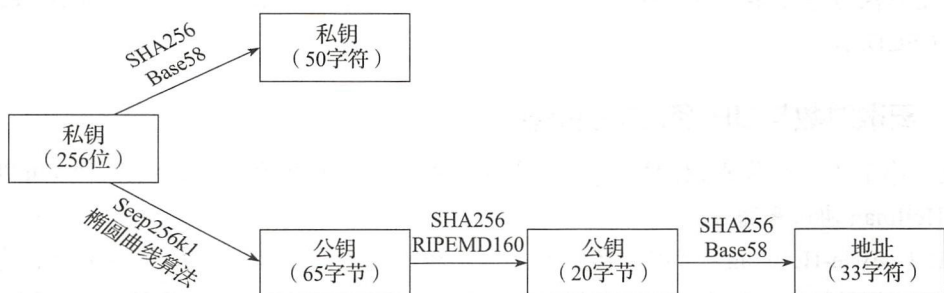 SHA256
Base58
私钥
（50字符）
私钥
（256位）
Seep256k1
椭圆曲线算法
公钥
（65字节）
SHA256
RIPEMD160
公钥
（20字节）
SHA256
Base58
地址
（33字符）